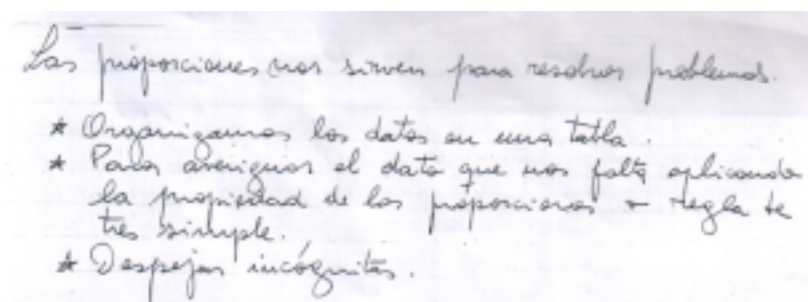 Las proporciones nos sirven para resolver problemas.
* Organizamos los datos en una tabla.
* Para averiguar el dato que nos falta aplicando
la propiedad de las proporciones o regla de
tres simple.
* Despejar incógnitas.